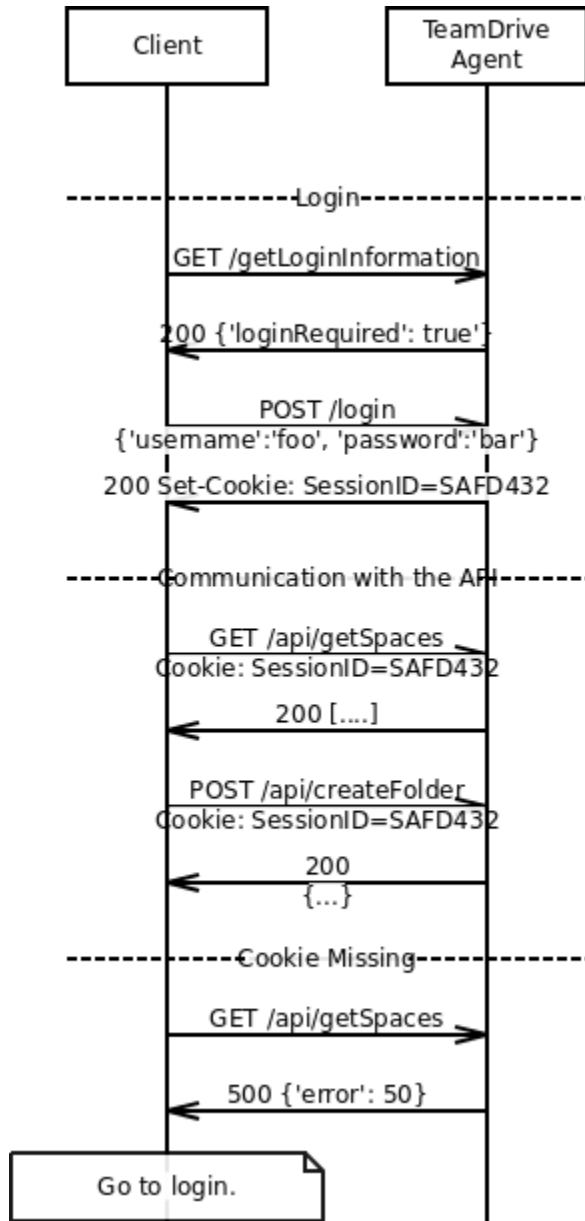 Client
TeamDrive
Agent
Login
GET /getLoginInformation
200 {'loginRequired': true'}
POST /login
{'username':'foo', 'password':'bar'}
200 Set-Cookie: SessionID=SAFD432
Communication with the API
GET /api/getSpaces
Cookie: SessionID=SAFD432
200 [....]
POST /api/createFolder
Cookie: SessionID=SAFD432
200
{...}
Cookie Missing
GET /api/getSpaces
500 {'error': 50}
Go to login.